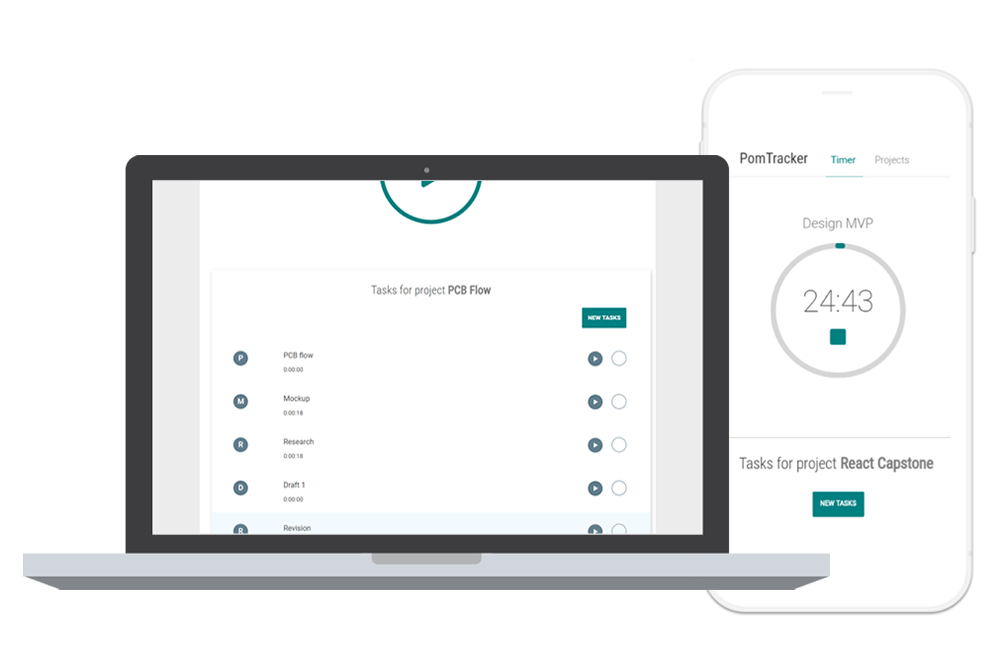 Tasks for project PCB Flow
NEW TASKS
P
PCB flow
0:00:00
M
Mockup
0:00:18
R
Research
0:00:18
D
Draft 1
0:00:00
R
Revision
PomTracker Timer Projects
Design MVP
24:43
Tasks for project React Capstone
NEW TASKS